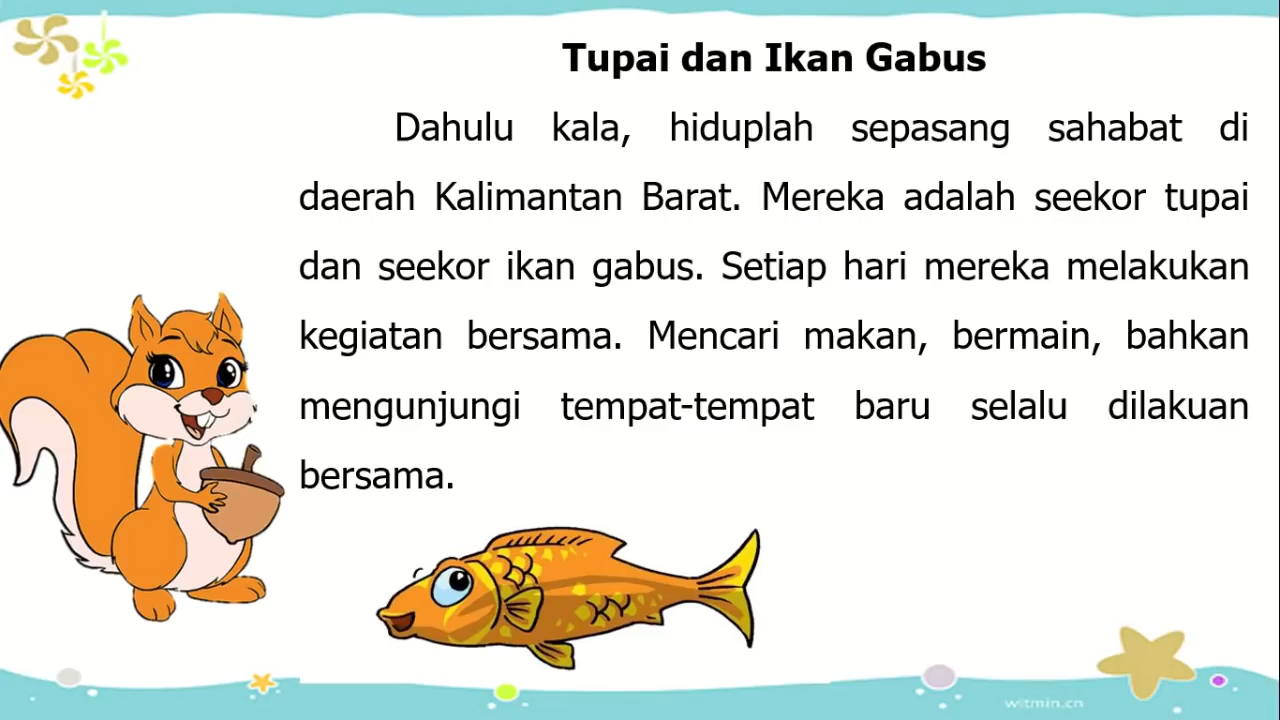 Tupai dan Ikan Gabus
Dahulu kala, hiduplah sepasang sahabat di
daerah Kalimantan Barat. Mereka adalah seekor tupai
dan seekor ikan gabus. Setiap hari mereka melakukan
kegiatan bersama. Mencari makan, bermain, bahkan
mengunjungi tempat-tempat baru selalu dilakuan
bersama.
witmin.cn